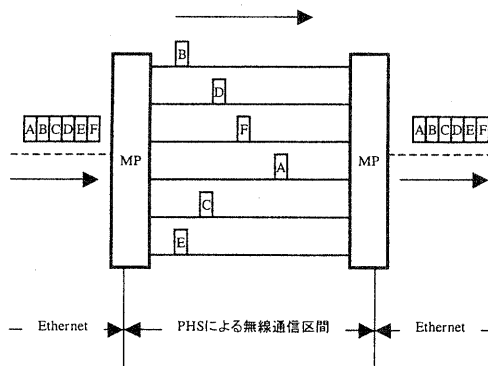 B
D
ABCDEF
F
ABCDEF
MP
A
MP
C
E
Ethernet
PHSによる無線通信区間
Ethernet